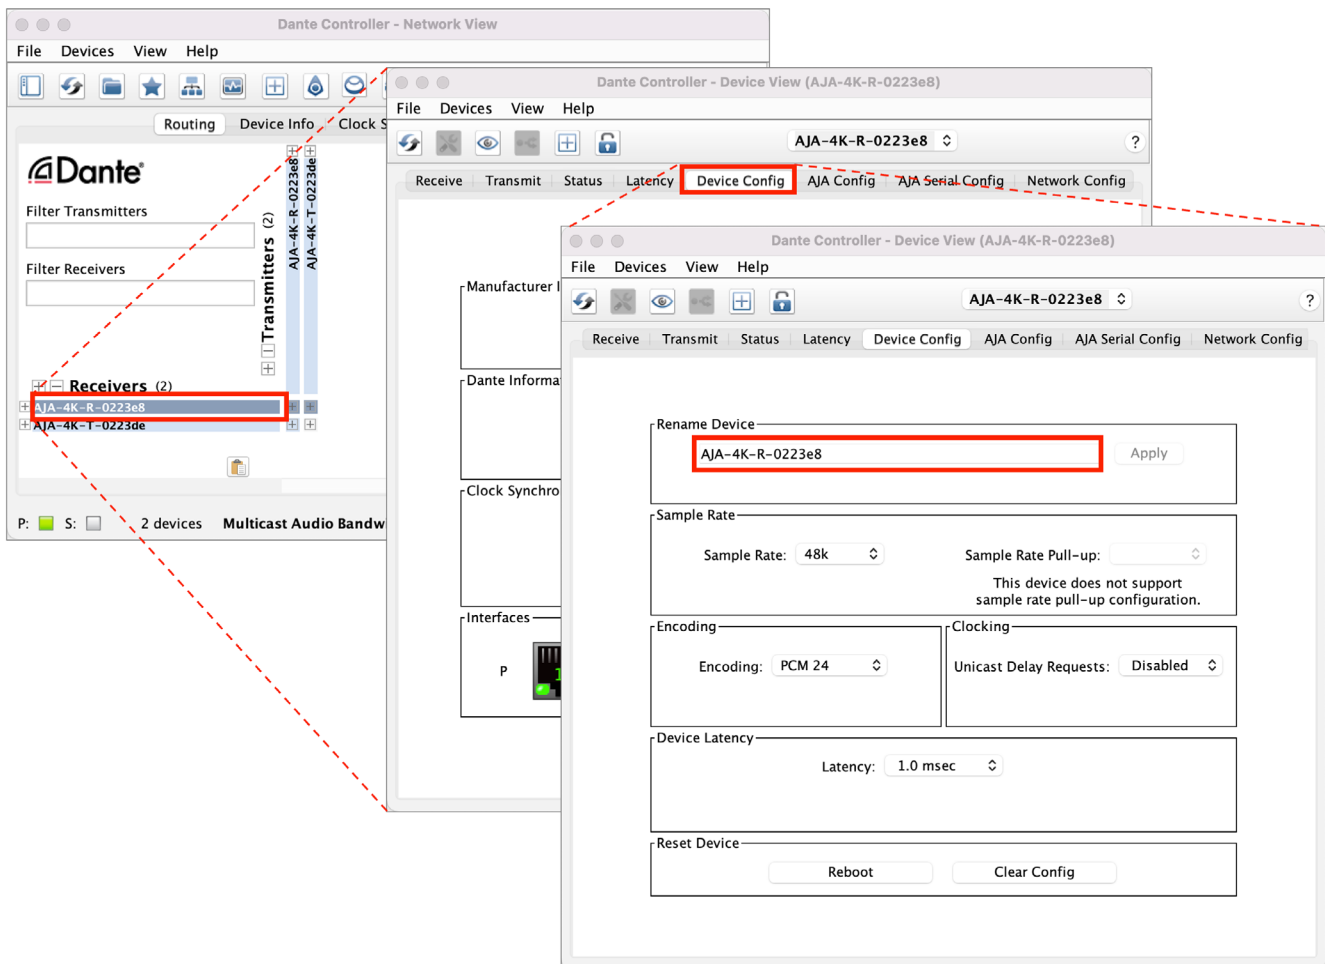 Dante Controller - Network View
File Devices View Help
Routing Device Info Clock S
Dante®
Filter Transmitters
Filter Receivers
Transmitters (2)
AJA-4K-R-0223e8
AJA-4K-T-0223de
Receivers (2)
AJA-4K-R-0223e8
AJA-4K-T-0223de
P: S: 2 devices Multicast Audio Bandw
Dante Controller - Device View (AJA-4K-R-0223e8)
File Devices View Help
AJA-4K-R-0223e8 ?
Receive Transmit Status Latency Device Config AJA Config AJA Serial Config Network Config
Manufacturer I
Dante Informa
Clock Synchro
Interfaces
P
Dante Controller - Device View (AJA-4K-R-0223e8)
File Devices View Help
AJA-4K-R-0223e8 ?
Receive Transmit Status Latency Device Config AJA Config AJA Serial Config Network Config
Rename Device
AJA-4K-R-0223e8 Apply
Sample Rate
Sample Rate: 48k Sample Rate Pull-up:
This device does not support
sample rate pull-up configuration.
Encoding Clocking
Encoding: PCM 24 Unicast Delay Requests: Disabled
Device Latency
Latency: 1.0 msec
Reset Device
Reboot Clear Config